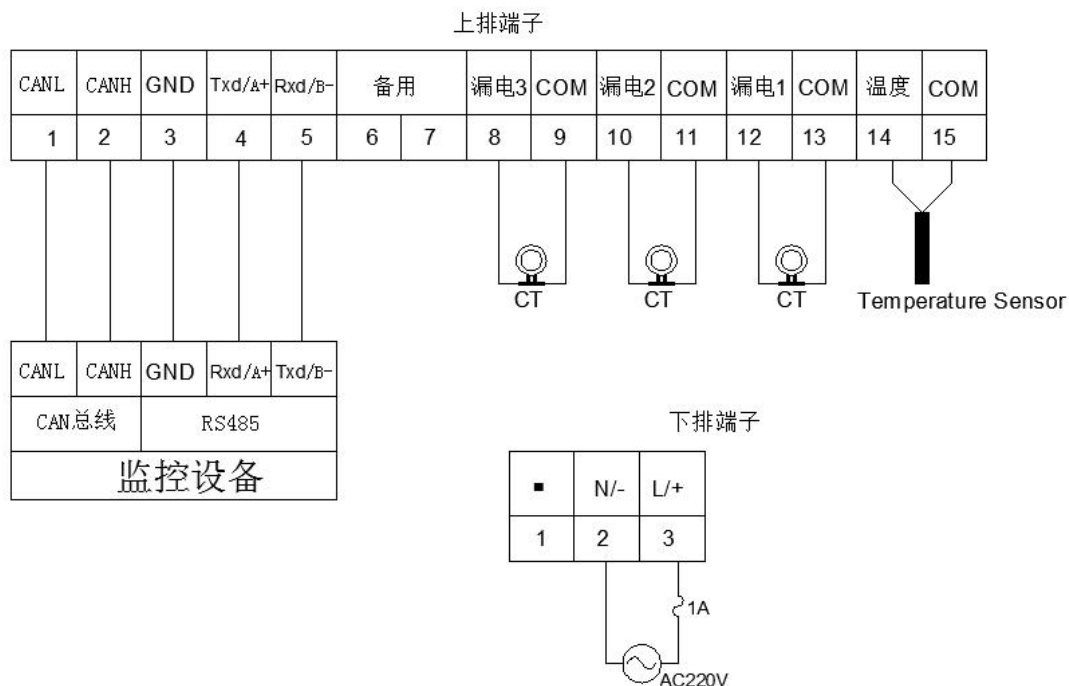 上排端子
CANL CANH GND Txd/A+ Rxd/B- 备用 漏电3 COM 漏电2 COM 漏电1 COM 温度 COM
1 2 3 4 5 6 7 8 9 10 11 12 13 14 15
CT CT CT Temperature Sensor
CANL CANH GND Rxd/A+ Txd/B-
CAN总线 RS485
监控设备
下排端子
N/- L/+
1 2 3
1A
AC220V